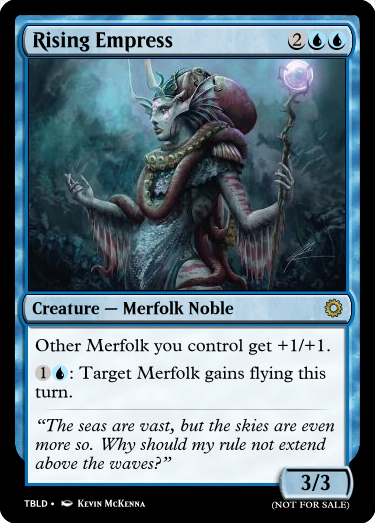 Rising Empress 2
Creature — Merfolk Noble
Other Merfolk you control get +1/+1.
1 : Target Merfolk gains flying this
turn.
“The seas are vast, but the skies are even
more so. Why should my rule not extend
above the waves?”
3/3
TBLD • Kevin McKenna
(NOT FOR SALE)